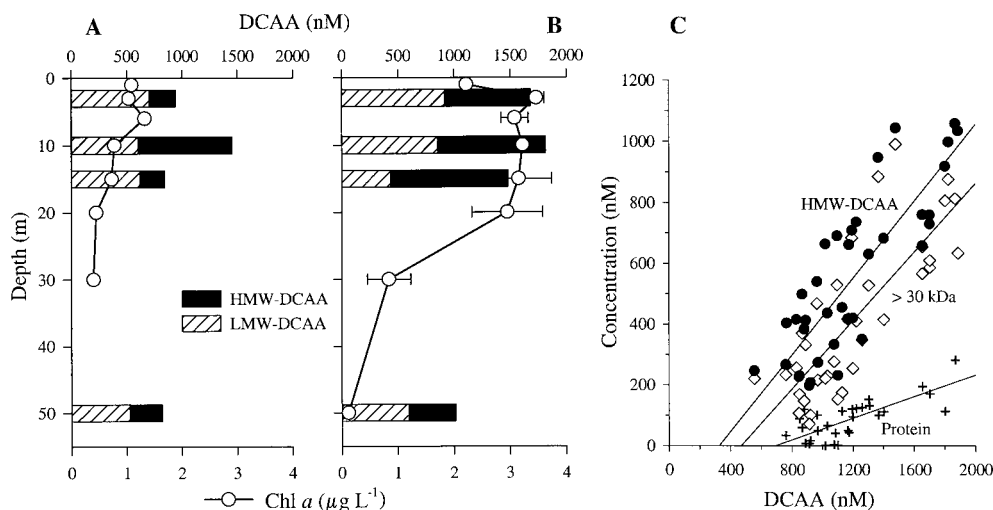 DCAA (nM)
A
B
C
0 500 1000 1500 2000
0 500 1000 1500 2000
Depth (m)
0
10
20
30
40
50
HMW-DCAA
LMW-DCAA
0 1 2 3 4
0 1 2 3 4
Chl a (µg L-1)
Concentration (nM)
1200
1000
800
600
400
200
0
HMW-DCAA
> 30 kDa
Protein
0 400 800 1200 1600 2000
DCAA (nM)